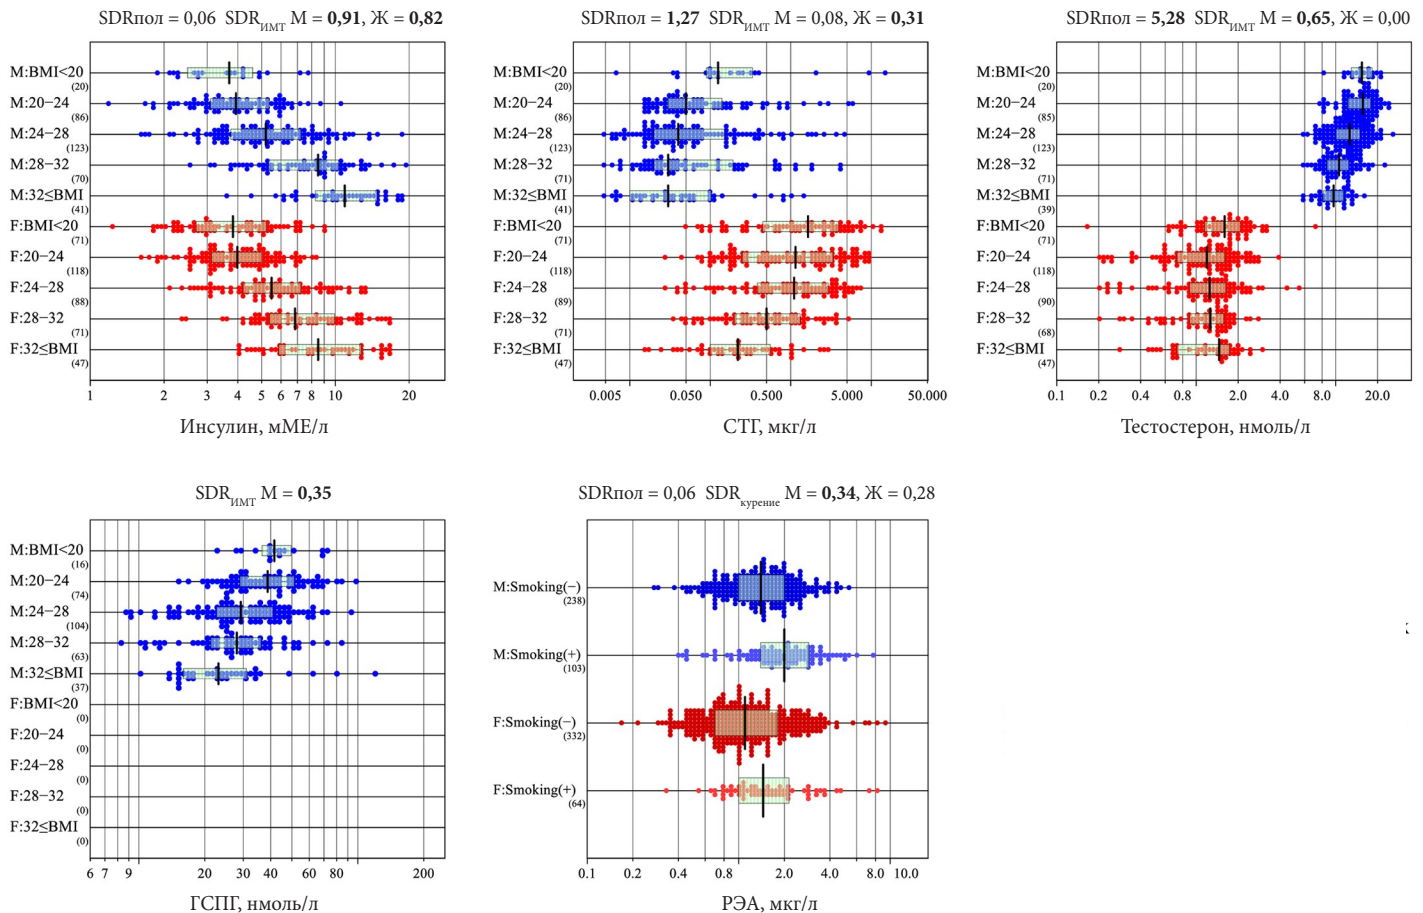 SDRпол = 0,06 SDRИМТ М = 0,91, Ж = 0,82
M:BMI<20
(20)
M:20−24
(86)
M:24−28
(123)
M:28−32
(70)
M:32≤BMI
(41)
F:BMI<20
(71)
F:20−24
(118)
F:24−28
(88)
F:28−32
(71)
F:32≤BMI
(47)
1 2 3 4 5 6 7 8 10 20
Инсулин, мМЕ/л
SDRпол = 1,27 SDRИМТ М = 0,08, Ж = 0,31
M:BMI<20
(20)
M:20−24
(86)
M:24−28
(123)
M:28−32
(71)
M:32≤BMI
(41)
F:BMI<20
(71)
F:20−24
(118)
F:24−28
(89)
F:28−32
(71)
F:32≤BMI
(47)
0.005 0.050 0.500 5.000 50.000
СТГ, мкг/л
SDRпол = 5,28 SDRИМТ М = 0,65, Ж = 0,00
M:BMI<20
(20)
M:20−24
(85)
M:24−28
(123)
M:28−32
(71)
M:32≤BMI
(39)
F:BMI<20
(71)
F:20−24
(118)
F:24−28
(90)
F:28−32
(68)
F:32≤BMI
(47)
0.1 0.2 0.4 0.8 2.0 4.0 8.0 20.0
Тестостерон, нмоль/л
SDRИМТ М = 0,35
M:BMI<20
(16)
M:20−24
(74)
M:24−28
(104)
M:28−32
(63)
M:32≤BMI
(37)
F:BMI<20
(0)
F:20−24
(0)
F:24−28
(0)
F:28−32
(0)
F:32≤BMI
(0)
6 7 9 20 30 40 60 80 200
ГСПГ, нмоль/л
SDRпол = 0,06 SDRкурение М = 0,34, Ж = 0,28
M:Smoking(−)
(238)
M:Smoking(+)
(103)
F:Smoking(−)
(332)
F:Smoking(+)
(64)
0.1 0.2 0.4 0.8 2.0 4.0 8.0 10.0
РЭА, мкг/л